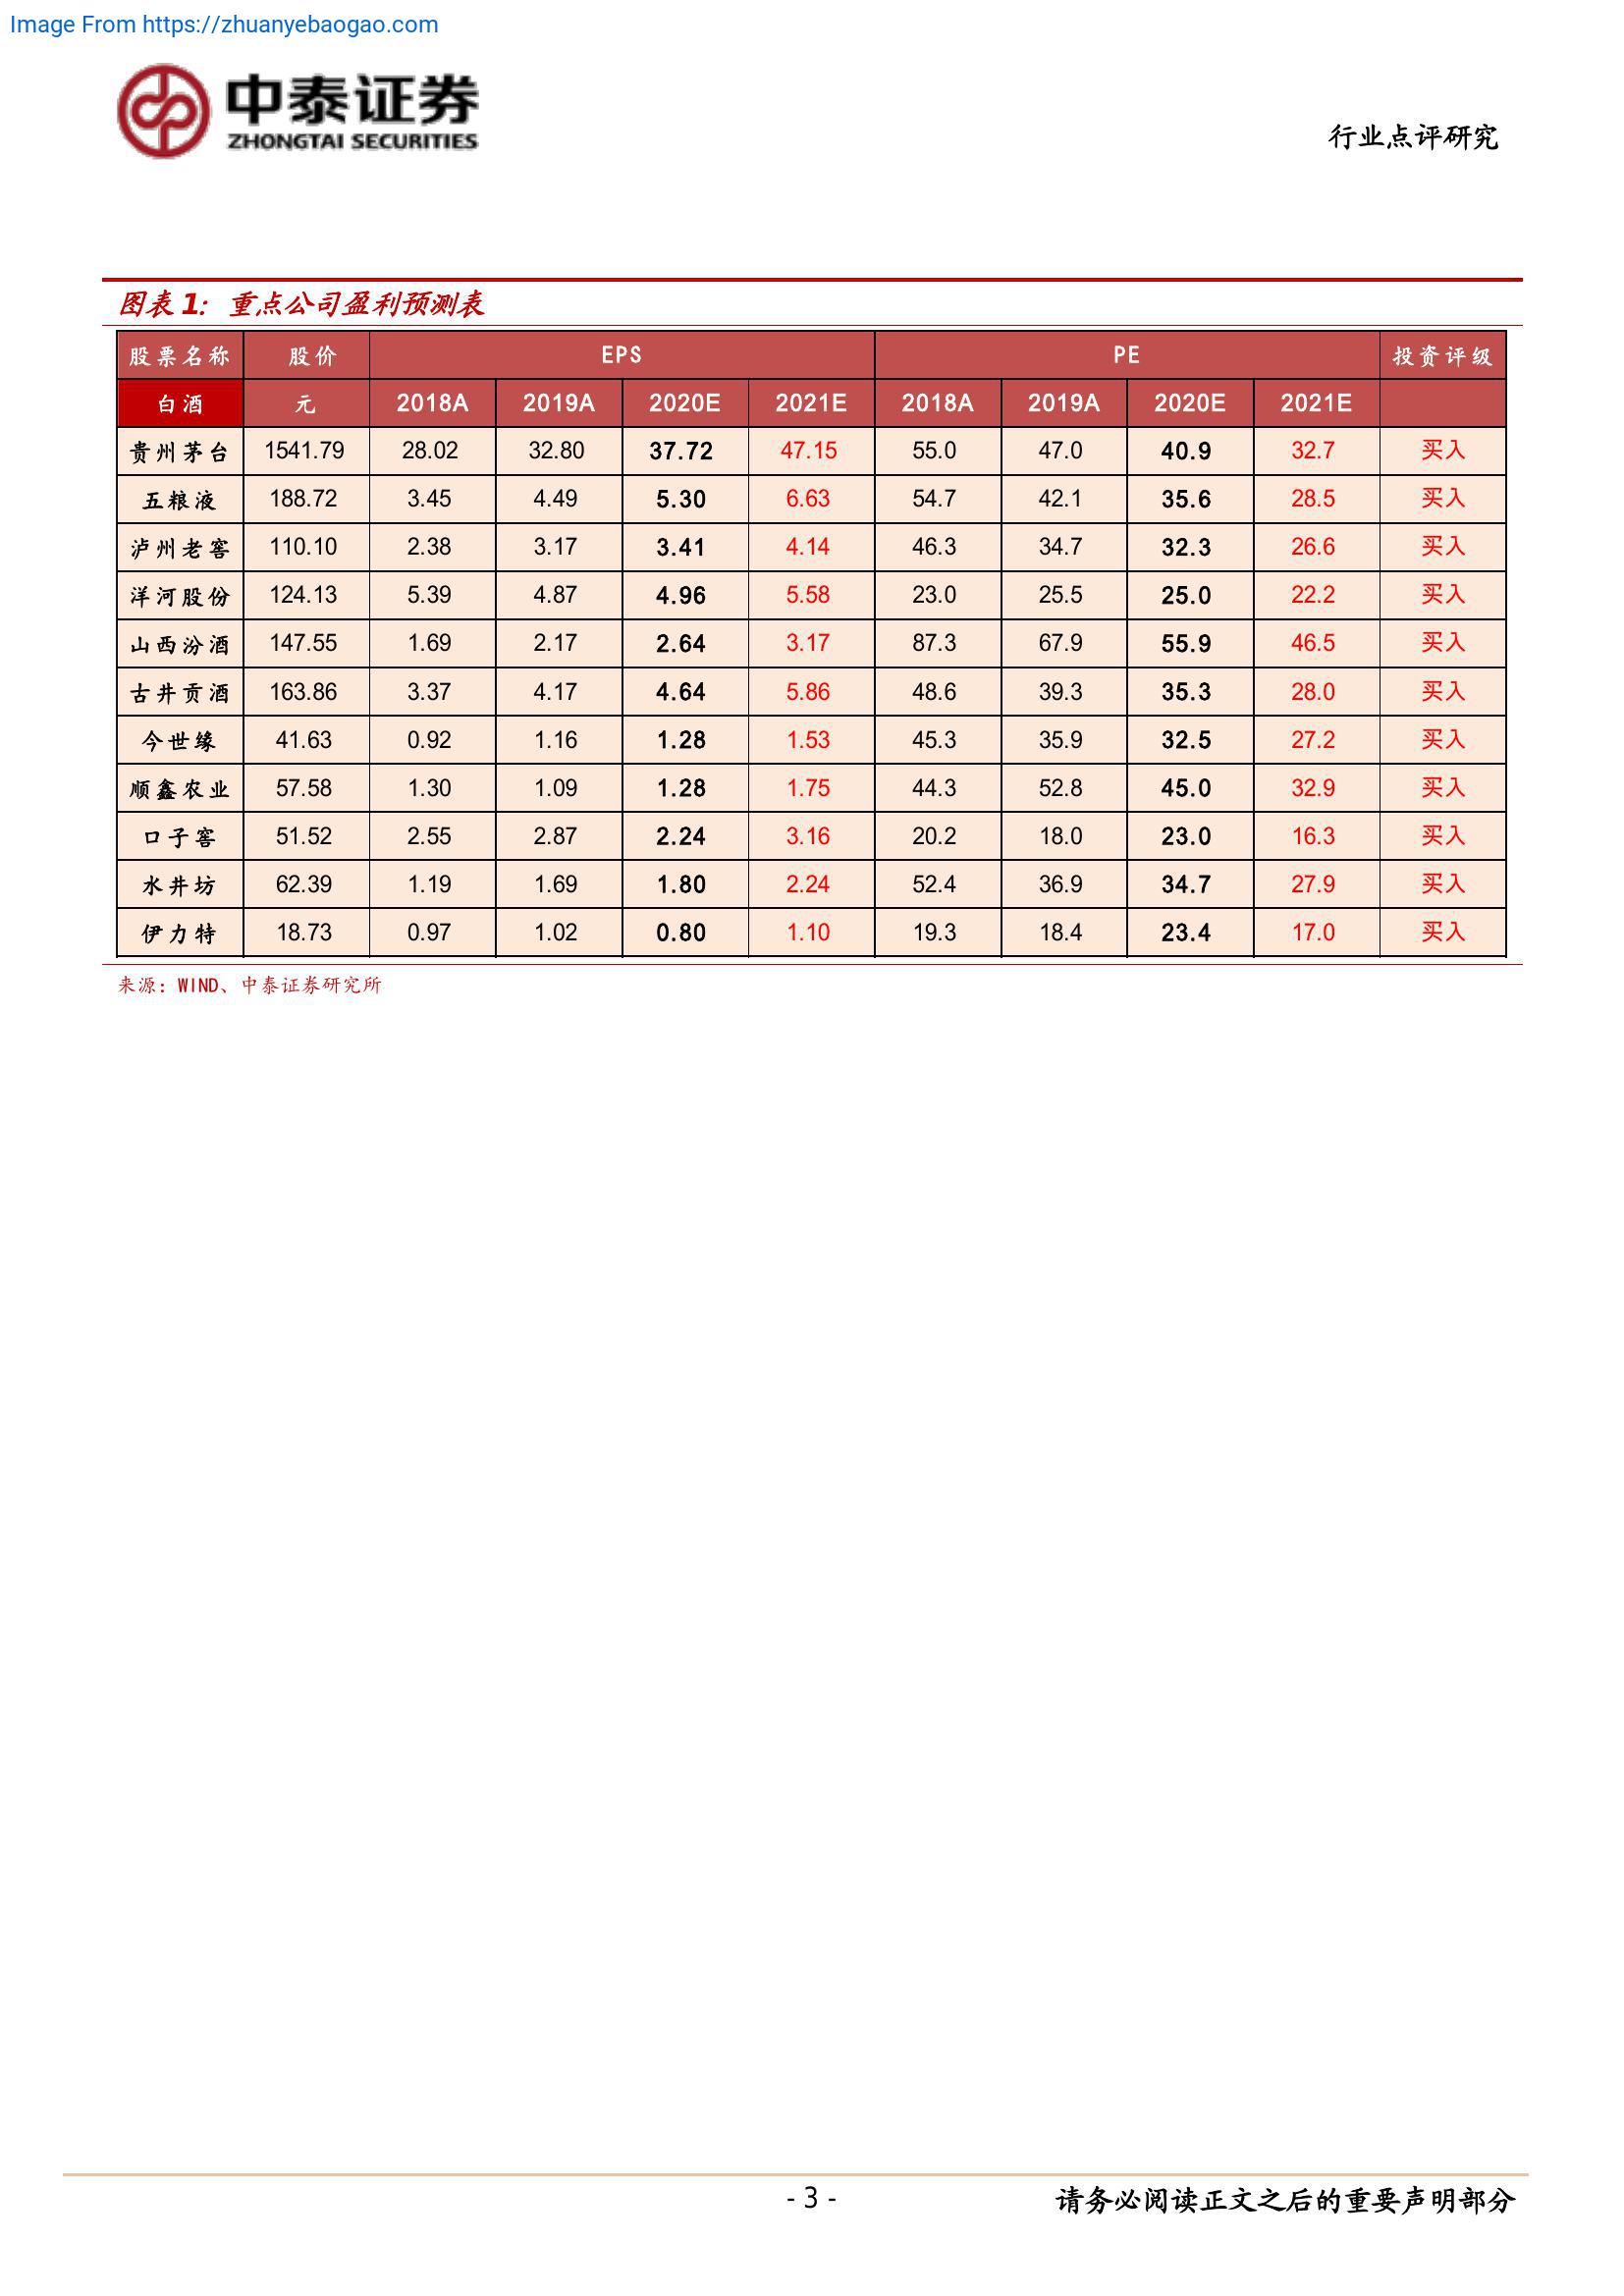 Image From https://zhuanyebaogao.com
中泰证券
ZHONGTAI SECURITIES
行业点评研究
图表 1： 重点公司盈利预测表
股票名称 股价 EPS PE 投资评级
白酒 元 2018A 2019A 2020E 2021E 2018A 2019A 2020E 2021E
贵州茅台 1541.79 28.02 32.80 37.72 47.15 55.0 47.0 40.9 32.7 买入
五粮液 188.72 3.45 4.49 5.30 6.63 54.7 42.1 35.6 28.5 买入
泸州老窖 110.10 2.38 3.17 3.41 4.14 46.3 34.7 32.3 26.6 买入
洋河股份 124.13 5.39 4.87 4.96 5.58 23.0 25.5 25.0 22.2 买入
山西汾酒 147.55 1.69 2.17 2.64 3.17 87.3 67.9 55.9 46.5 买入
古井贡酒 163.86 3.37 4.17 4.64 5.86 48.6 39.3 35.3 28.0 买入
今世缘 41.63 0.92 1.16 1.28 1.53 45.3 35.9 32.5 27.2 买入
顺鑫农业 57.58 1.30 1.09 1.28 1.75 44.3 52.8 45.0 32.9 买入
口子窖 51.52 2.55 2.87 2.24 3.16 20.2 18.0 23.0 16.3 买入
水井坊 62.39 1.19 1.69 1.80 2.24 52.4 36.9 34.7 27.9 买入
伊力特 18.73 0.97 1.02 0.80 1.10 19.3 18.4 23.4 17.0 买入
来源：WIND、中泰证券研究所
- 3 -
请务必阅读正文之后的重要声明部分